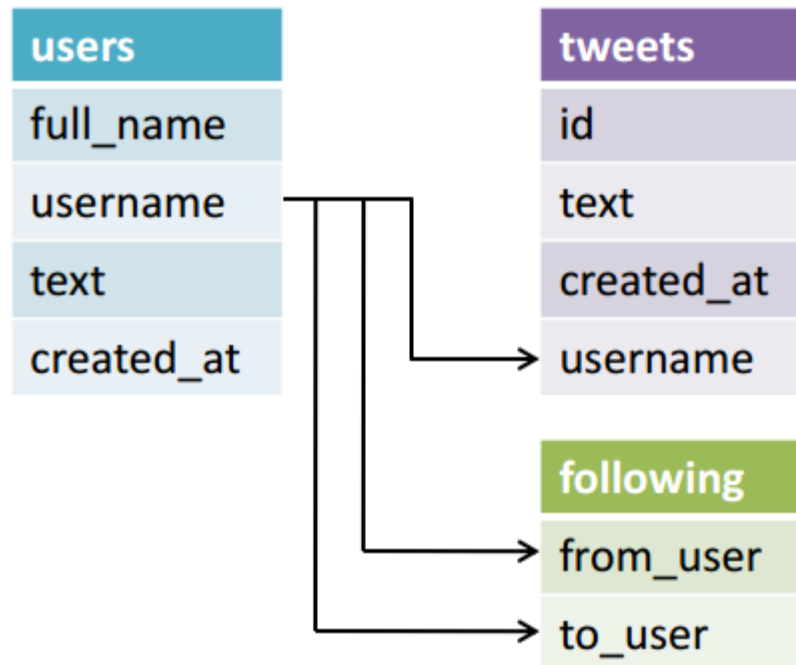 users
full_name
username
text
created_at
tweets
id
text
created_at
username
following
from_user
to_user